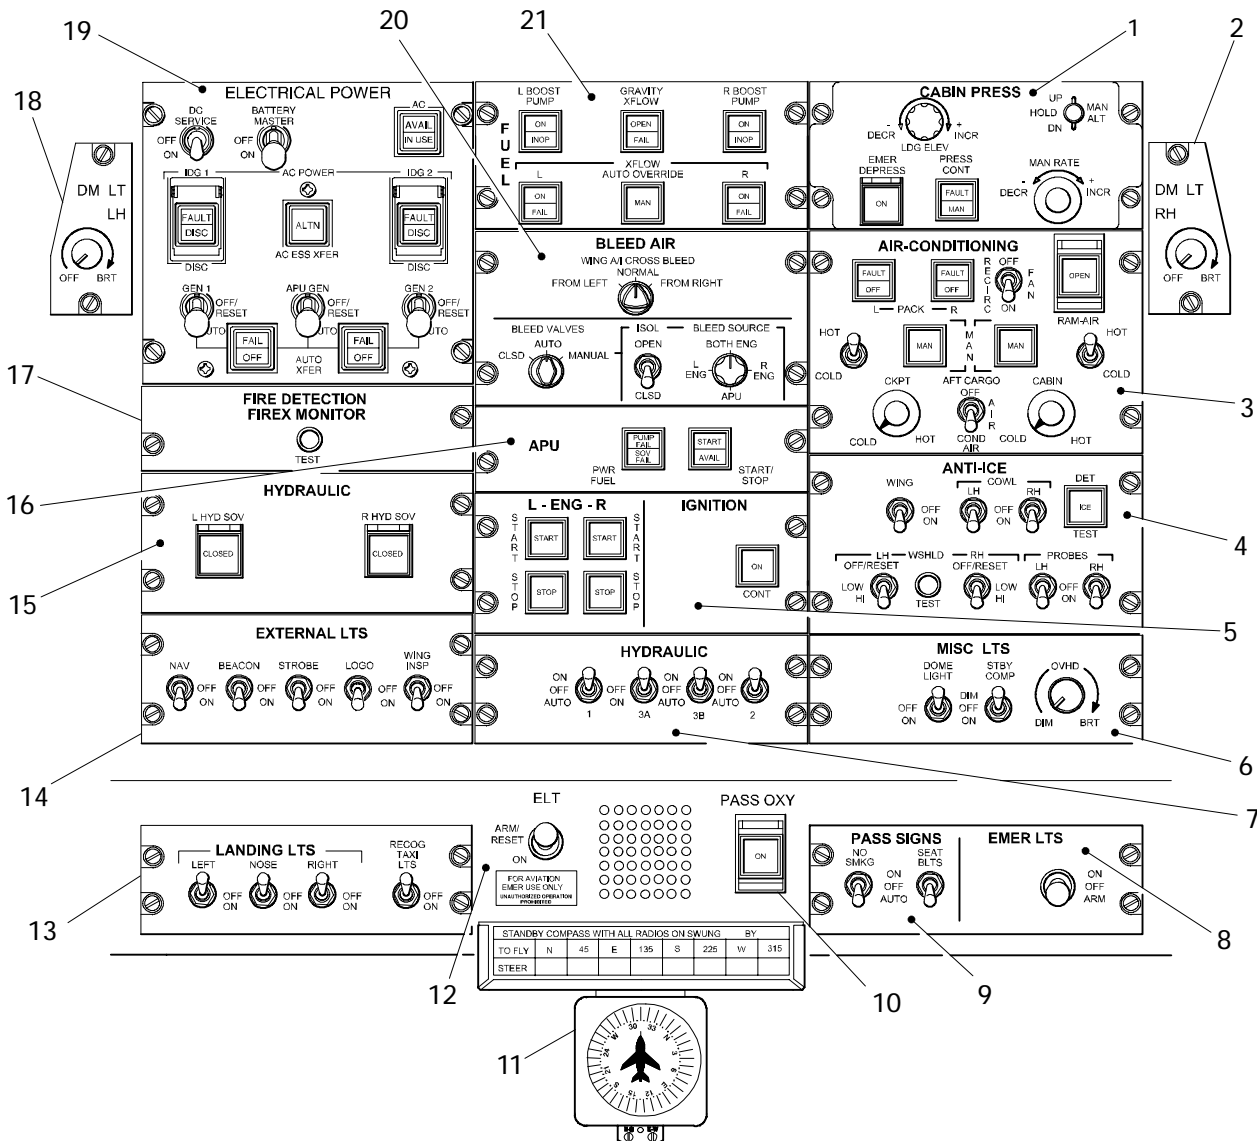 20
21
1
2
19
18
ELECTRICAL POWER
DC SERVICE
OFF
ON
BATTERY MASTER
OFF
ON
AC
AVAIL
IN USE
DM LT
LH
OFF
BRT
IDG 1
AC POWER
IDG 2
FAULT
DISC
ALTN
FAULT
DISC
DISC
AC ESS XFER
DISC
GEN 1
OFF/
RESET
AUTO
APU GEN
OFF/
RESET
AUTO
GEN 2
OFF/
RESET
AUTO
FAIL
OFF
AUTO
XFER
FAIL
OFF
FUEL
L BOOST
PUMP
GRAVITY
XFLOW
R BOOST
PUMP
ON
INOP
OPEN
FAIL
ON
INOP
XFLOW
L
AUTO OVERRIDE
R
ON
FAIL
MAN
ON
FAIL
CABIN PRESS
DECR
-
+
INCR
LDG ELEV
UP
HOLD
DN
MAN
ALT
EMER
DEPRESS
PRESS
CONT
ON
FAULT
MAN
MAN RATE
-
+
DECR
INCR
DM LT
RH
OFF
BRT
BLEED AIR
WING A/I CROSS BLEED
NORMAL
FROM LEFT
FROM RIGHT
BLEED VALVES
AUTO
CLSD
MANUAL
ISOL
OPEN
CLSD
BLEED SOURCE
BOTH ENG
L
ENG
R
ENG
APU
AIR-CONDITIONING
FAULT
OFF
FAULT
OFF
L
PACK
R
RECIRC
OFF
ON
FAN
OPEN
RAM-AIR
HOT
COLD
MAN
MAN
MAN
HOT
COLD
CKPT
COLD
HOT
AFT CARGO
OFF
AIR
COND
AIR
CABIN
COLD
HOT
3
17
FIRE DETECTION
FIREX MONITOR
TEST
16
APU
PUMP
FAIL
SOV
FAIL
START
AVAIL
PWR
FUEL
START/
STOP
HYDRAULIC
L HYD SOV
R HYD SOV
CLOSED
CLOSED
15
L - ENG - R
START
START
START
START
STOP
STOP
STOP
STOP
IGNITION
ON
CONT
ANTI-ICE
WING
OFF
ON
COWL
LH
OFF
ON
RH
DET
ICE
TEST
4
LH
WSHLD
RH
OFF/RESET
OFF/RESET
LOW
HI
TEST
LOW
HI
PROBES
LH
OFF
ON
RH
5
EXTERNAL LTS
NAV
OFF
ON
BEACON
OFF
ON
STROBE
OFF
ON
LOGO
OFF
ON
WING
INSP
OFF
ON
14
HYDRAULIC
ON
OFF
AUTO
1
OFF
ON
3A
ON
OFF
AUTO
3B
ON
OFF
AUTO
2
MISC LTS
DOME
LIGHT
OFF
ON
STBY
COMP
DIM
OFF
ON
OVHD
DIM
BRT
6
7
LANDING LTS
LEFT
OFF
ON
NOSE
OFF
ON
RIGHT
OFF
ON
RECOG
TAXI
LTS
OFF
ON
13
ELT
ARM/
RESET
ON
FOR AVIATION
EMER USE ONLY
UNAUTHORIZED OPERATION
PROHIBITED
12
PASS OXY
ON
10
PASS SIGNS
NO
SMKG
SEAT
BLTS
ON
OFF
AUTO
9
EMER LTS
ON
OFF
ARM
8
STANDBY COMPASS WITH ALL RADIOS ON SWUNG BY
TO FLY N 45 E 135 S 225 W 315
STEER
11
30 33 N 3 6 E 12 15 S 21 24 W